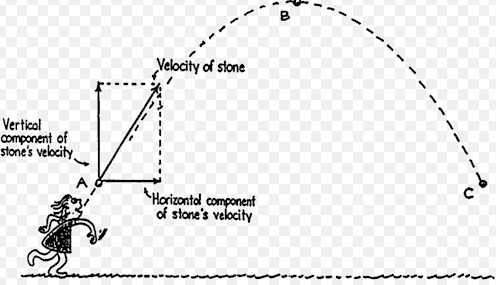 B
Velocity of stone
Vertical
component of
stone's velocity
A
Horizontal component
of stone's velocity
C